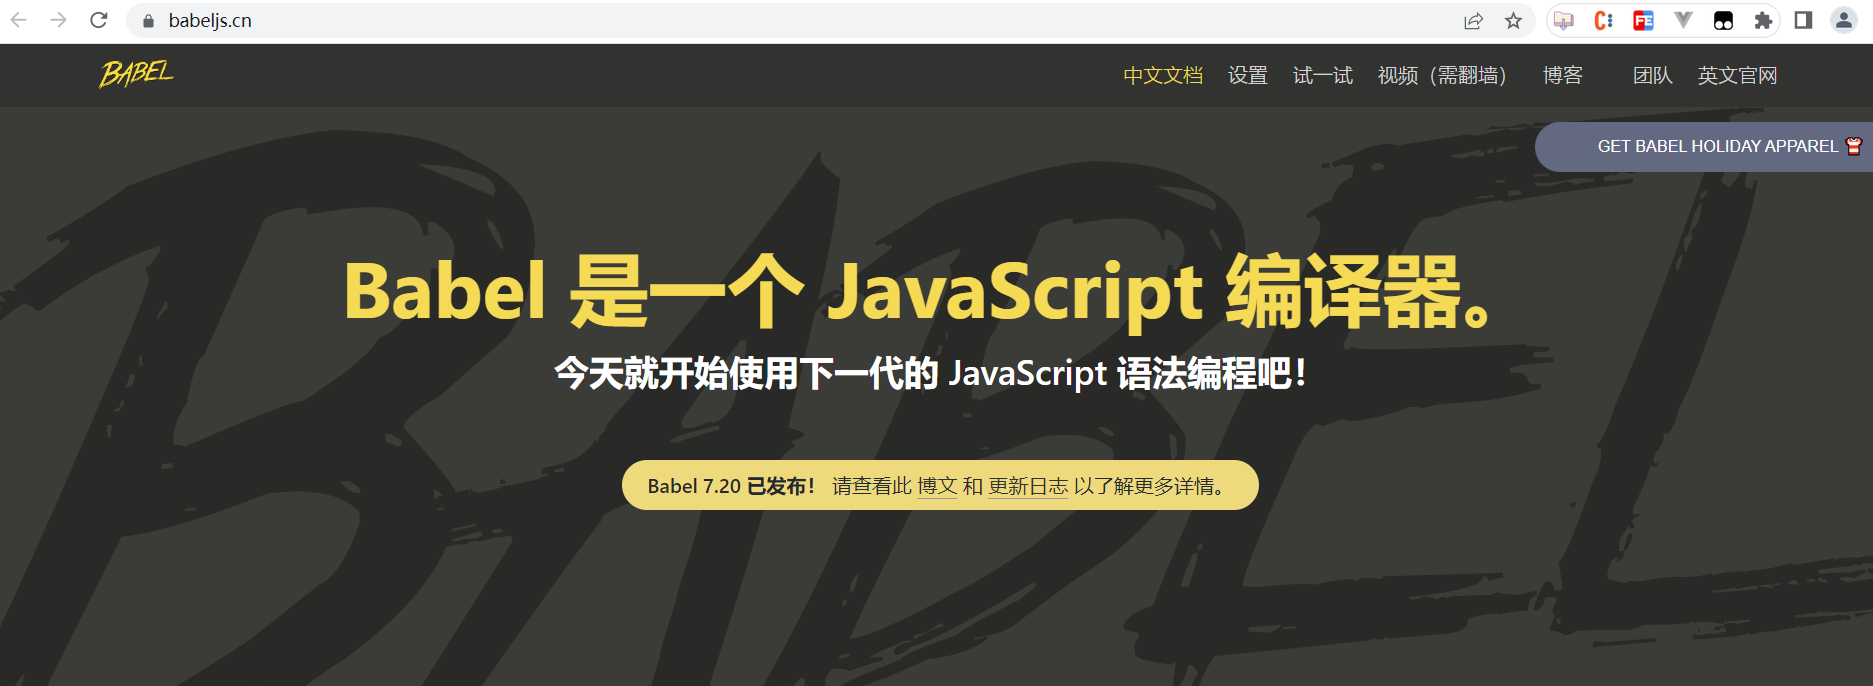 babeljs.cn
BABEL
中文文档 设置 试一试 视频（需翻墙） 博客 团队 英文官网
GET BABEL HOLIDAY APPAREL
BABEL
Babel 是一个 JavaScript 编译器。
今天就开始使用下一代的 JavaScript 语法编程吧！
Babel 7.20 已发布！ 请查看此 博文 和 更新日志 以了解更多详情。